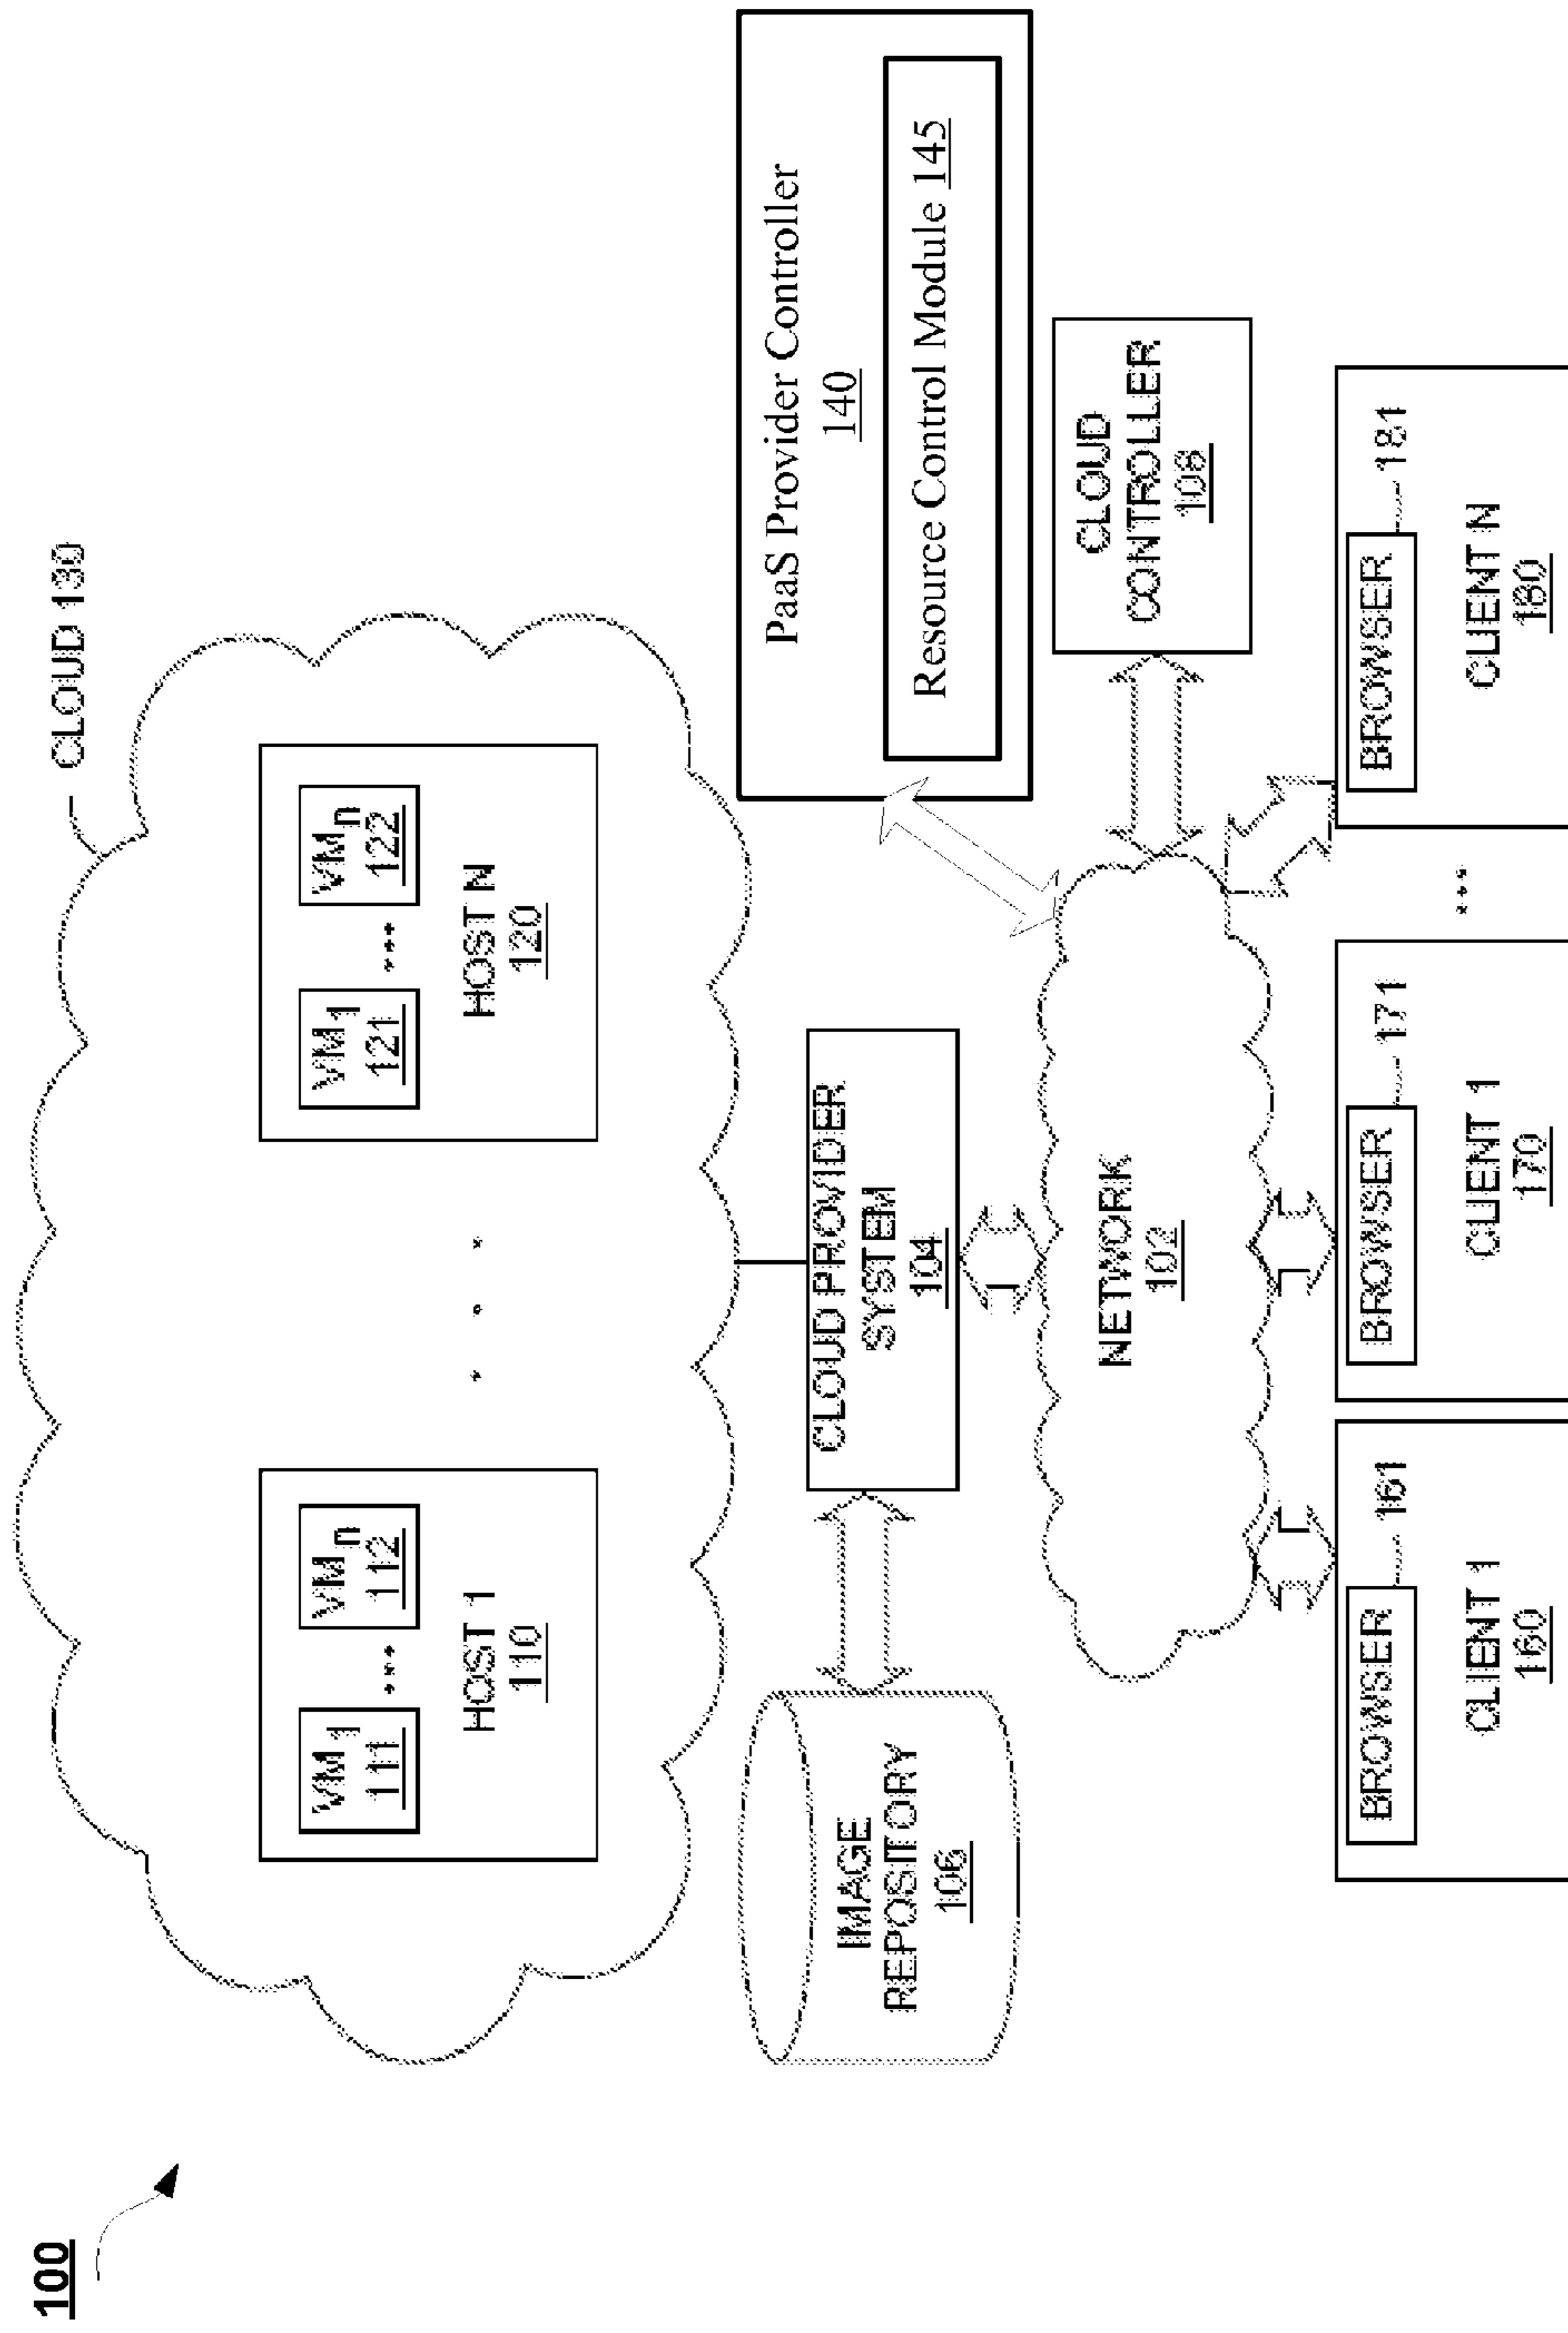 100
CLOUD 130
VM1
111
...
VMn
112
HOST 1
110
. . .
VM1
121
...
VMn
122
HOST N
120
IMAGE
REPOSITORY
106
CLOUD PROVIDER
SYSTEM
104
PaaS Provider Controller
140
Resource Control Module 145
NETWORK
102
CLOUD
CONTROLLER
108
BROWSER
161
CLIENT 1
160
BROWSER
171
CLIENT 1
170
...
BROWSER
181
CLIENT N
180